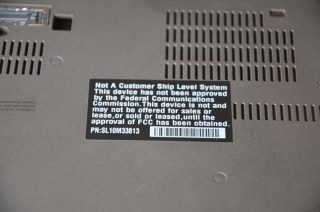 Not A Customer Ship Level System
This device has not been approved
by the Federal Communications
Commission.This device is not and
may not be offered for sales or
lease,or sold or leased,until the
approval of FCC has been obtained.
PN:SL10M33813